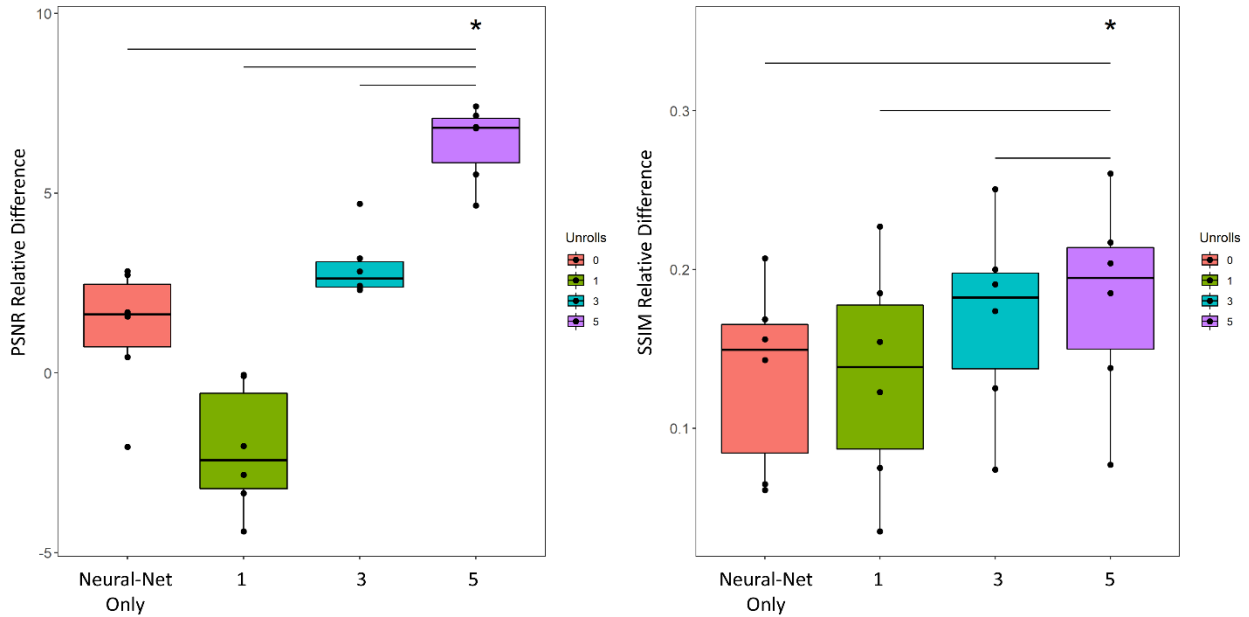 10
5
0
-5
PSNR Relative Difference
*
Neural-Net
Only
1
3
5
Unrolls
0
1
3
5
0.3
0.2
0.1
SSIM Relative Difference
*
Neural-Net
Only
1
3
5
Unrolls
0
1
3
5